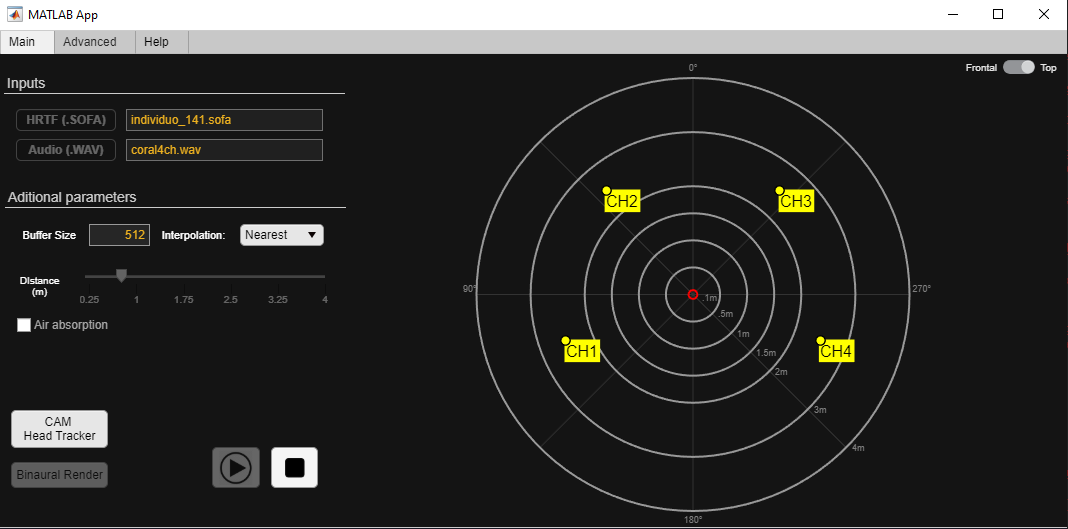 MATLAB App
Main Advanced Help
Inputs
HRTF (.SOFA) individuo_141.sofa
Audio (.WAV) coral4ch.wav
Aditional parameters
Buffer Size 512 Interpolation: Nearest
Distance
(m)
0.25 1 1.75 2.5 3.25 4
Air absorption
CAM
Head Tracker
Binaural Render
Frontal Top
0°
CH2 CH3
90° 270°
.1m
.5m
1m
CH1 CH4
1.5m
2m
3m
4m
180°